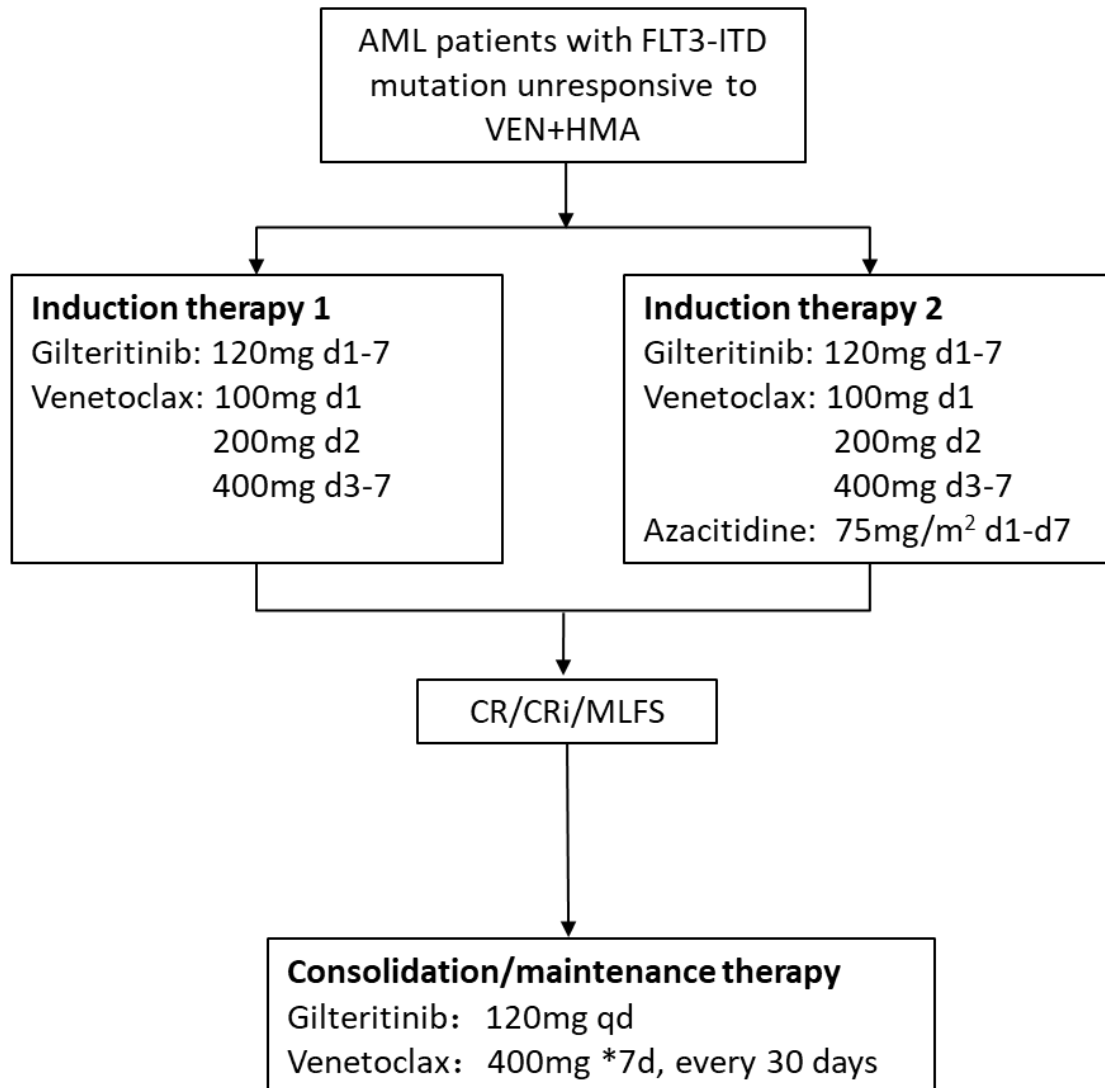 AML patients with FLT3-ITD
mutation unresponsive to
VEN+HMA
Induction therapy 1
Gilteritinib: 120mg d1-7
Venetoclax: 100mg d1
200mg d2
400mg d3-7
Induction therapy 2
Gilteritinib: 120mg d1-7
Venetoclax: 100mg d1
200mg d2
400mg d3-7
Azacitidine: 75mg/m² d1-d7
CR/CRi/MLFS
Consolidation/maintenance therapy
Gilteritinib： 120mg qd
Venetoclax： 400mg *7d, every 30 days